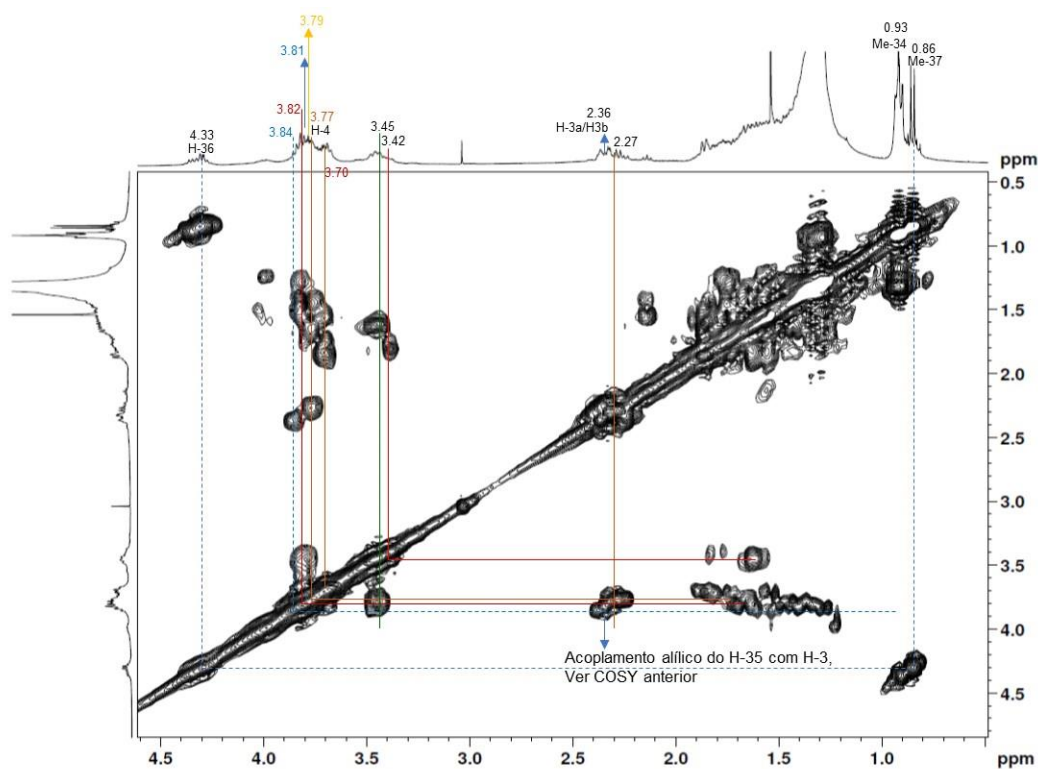 3.79
0.93
Me-34
0.86
Me-37
3.81
3.82
3.77
H-4
3.84
3.70
4.33
H-36
3.45
3.42
2.36
H-3a/H3b
2.27
ppm
0.5
1.0
1.5
2.0
2.5
3.0
3.5
4.0
4.5
Acoplamento alílico do H-35 com H-3,
Ver COSY anterior
4.5 4.0 3.5 3.0 2.5 2.0 1.5 1.0 ppm